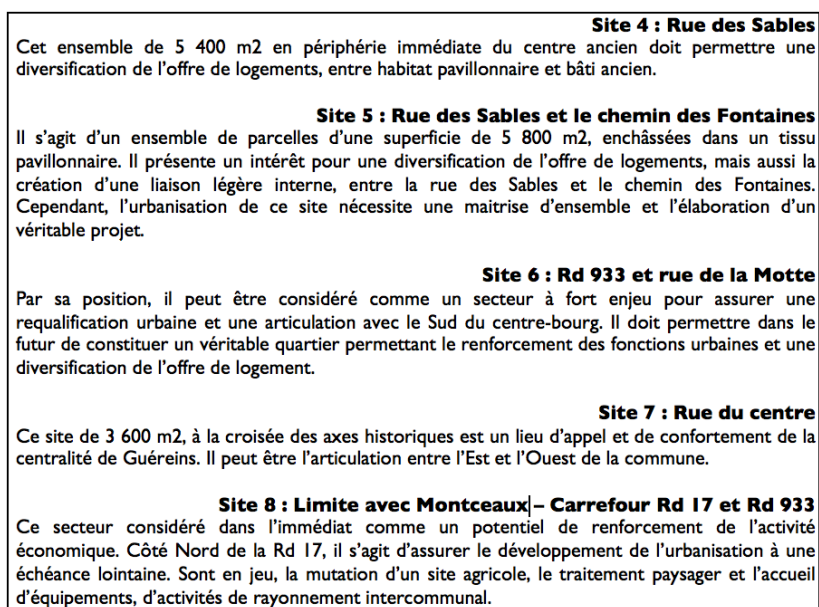 Site 4 : Rue des Sables
Cet ensemble de 5 400 m2 en périphérie immédiate du centre ancien doit permettre une
diversification de l'offre de logements, entre habitat pavillonnaire et bâti ancien.
Site 5 : Rue des Sables et le chemin des Fontaines
Il s'agit d'un ensemble de parcelles d'une superficie de 5 800 m2, enchâssées dans un tissu
pavillonnaire. Il présente un intérêt pour une diversification de l'offre de logements, mais aussi la
création d'une liaison légère interne, entre la rue des Sables et le chemin des Fontaines.
Cependant, l'urbanisation de ce site nécessite une maitrise d'ensemble et l'élaboration d'un
véritable projet.
Site 6 : Rd 933 et rue de la Motte
Par sa position, il peut être considéré comme un secteur à fort enjeu pour assurer une
requalification urbaine et une articulation avec le Sud du centre-bourg. Il doit permettre dans le
futur de constituer un véritable quartier permettant le renforcement des fonctions urbaines et une
diversification de l'offre de logement.
Site 7 : Rue du centre
Ce site de 3 600 m2, à la croisée des axes historiques est un lieu d'appel et de confortement de la
centralité de Guéreins. Il peut être l'articulation entre l'Est et l'Ouest de la commune.
Site 8 : Limite avec Montceaux – Carrefour Rd 17 et Rd 933
Ce secteur considéré dans l'immédiat comme un potentiel de renforcement de l'activité
économique. Côté Nord de la Rd 17, il s'agit d'assurer le développement de l'urbanisation à une
échéance lointaine. Sont en jeu, la mutation d'un site agricole, le traitement paysager et l'accueil
d'équipements, d'activités de rayonnement intercommunal.